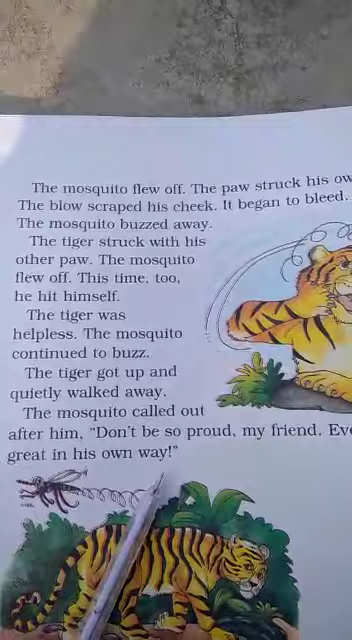 The mosquito flew off. The paw struck his
The blow scraped his cheek. It began to bleed.
The mosquito buzzed away.
The tiger struck with his
other paw. The mosquito
flew off. This time, too,
he hit himself.
The tiger was
helpless. The mosquito
continued to buzz.
The tiger got up and
quietly walked away.
The mosquito called out
after him, “Don’t be so proud, my friend.
great in his own way!”